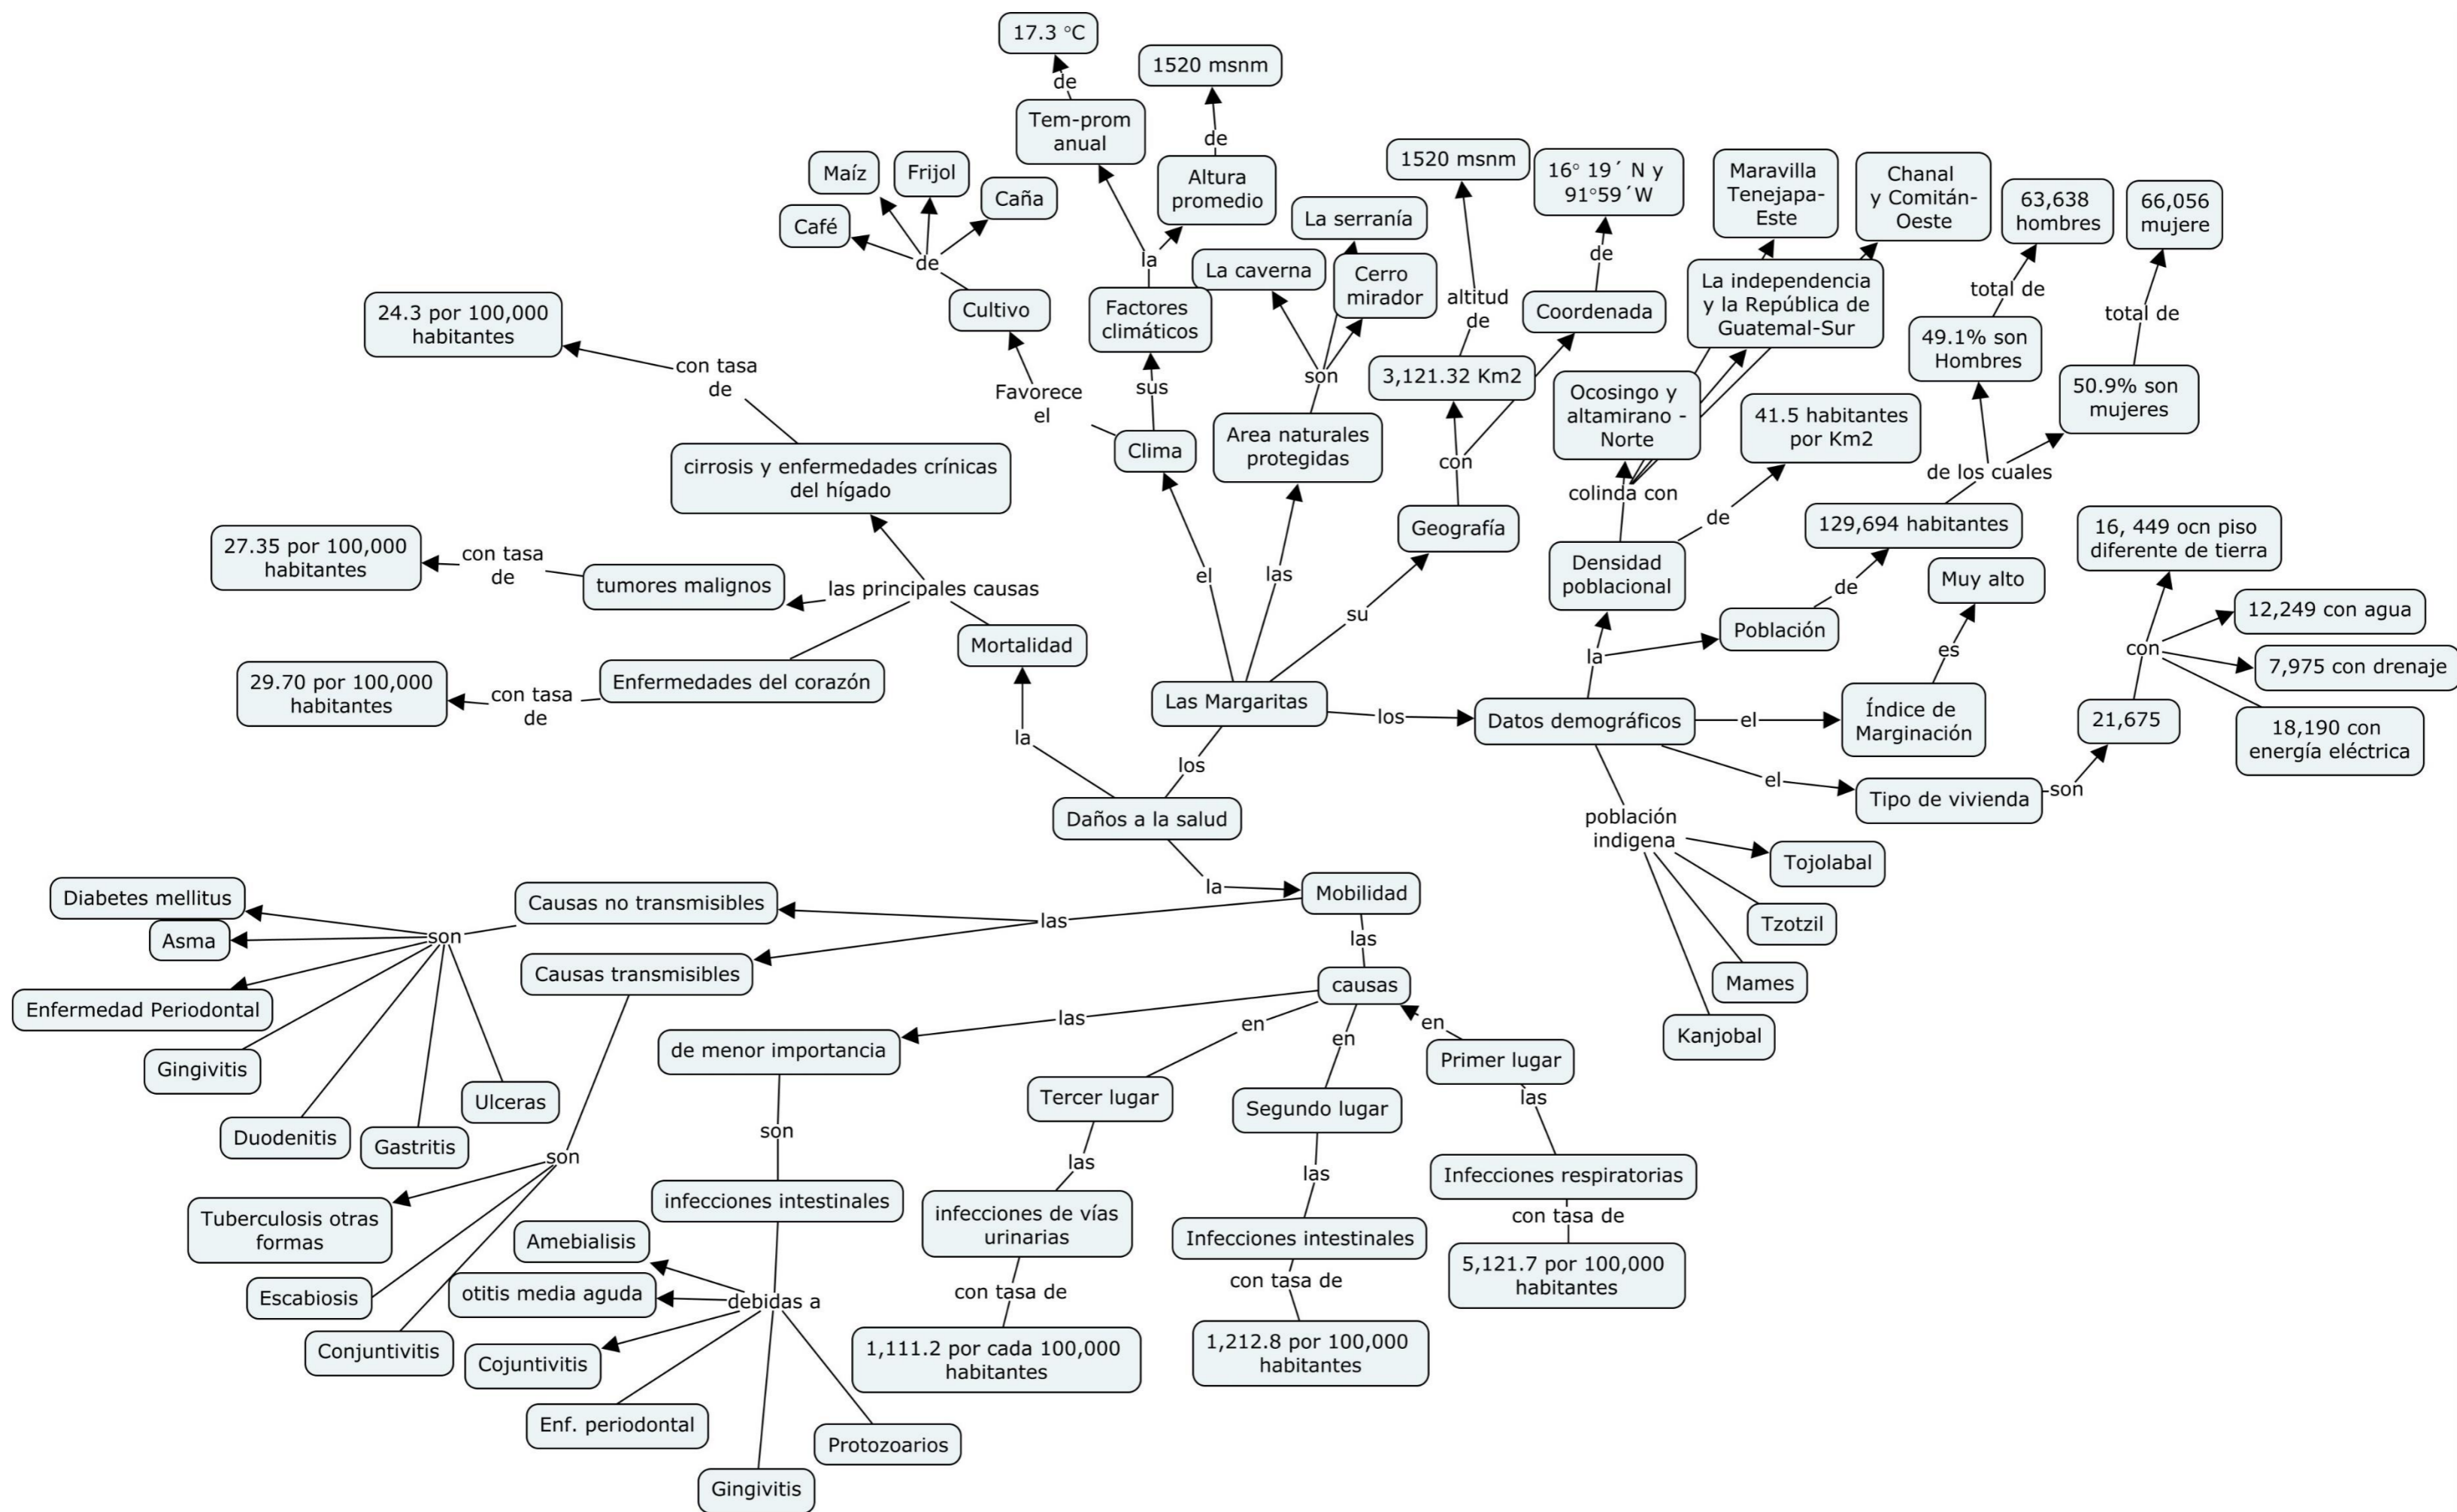 17.3 °C
de
Tem-prom
anual
1520 msnm
de
Altura
promedio
la
Factores
climáticos
sus
Clima
Maíz
Frijol
Caña
Café
de
Cultivo
Favorece
el
La serranía
La caverna
Cerro
mirador
son
Area naturales
protegidas
1520 msnm
altitud
de
3,121.32 Km2
16° 19´ N y
91°59´W
de
Coordenada
con
Geografía
Maravilla
Tenejapa-
Este
Chanal
y Comitán-
Oeste
La independencia
y la República de
Guatemal-Sur
Ocosingo y
altamirano -
Norte
colinda con
41.5 habitantes
por Km2
de
Densidad
poblacional
63,638
hombres
66,056
mujere
total de
total de
49.1% son
Hombres
50.9% son
mujeres
de los cuales
129,694 habitantes
de
Población
la
Muy alto
es
Índice de
Marginación
el
16, 449 ocn piso
diferente de tierra
12,249 con agua
7,975 con drenaje
18,190 con
energía eléctrica
con
21,675
son
Tipo de vivienda
el
24.3 por 100,000
habitantes
con tasa
de
cirrosis y enfermedades crínicas
del hígado
27.35 por 100,000
habitantes
con tasa
de
tumores malignos
las principales causas
29.70 por 100,000
habitantes
con tasa
de
Enfermedades del corazón
Mortalidad
la
el
las
su
Las Margaritas
los
Datos demográficos
los
Daños a la salud
población
indigena
Tojolabal
Tzotzil
Mames
Kanjobal
la
Mobilidad
las
Causas no transmisibles
Diabetes mellitus
Asma
son
Enfermedad Periodontal
Gingivitis
Duodenitis
Gastritis
Ulceras
Causas transmisibles
son
Tuberculosis otras
formas
Escabiosis
Conjuntivitis
las
causas
las
de menor importancia
son
infecciones intestinales
debidas a
Amebialisis
otitis media aguda
Cojuntivitis
Enf. periodontal
Gingivitis
Protozoarios
en
Tercer lugar
las
infecciones de vías
urinarias
con tasa de
1,111.2 por cada 100,000
habitantes
en
Segundo lugar
las
Infecciones intestinales
con tasa de
1,212.8 por 100,000
habitantes
en
Primer lugar
las
Infecciones respiratorias
con tasa de
5,121.7 por 100,000
habitantes